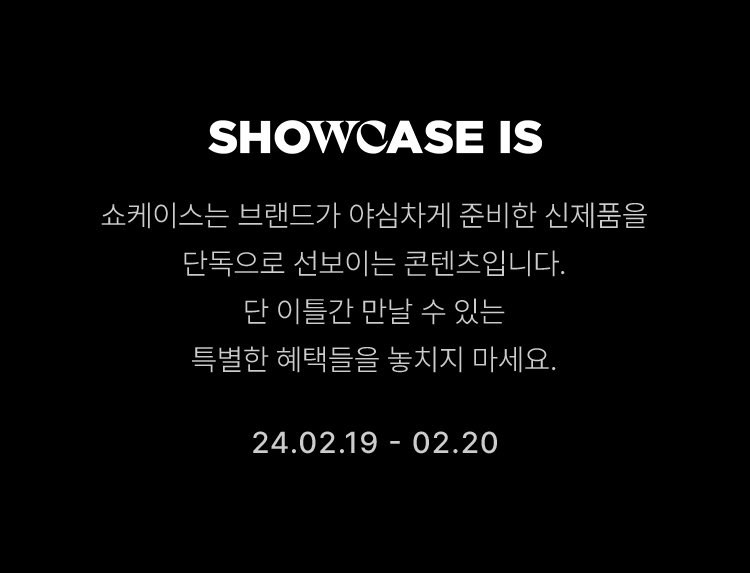 SHOWCASE IS
쇼케이스는 브랜드가 야심차게 준비한 신제품을
단독으로 선보이는 콘텐츠입니다.
단 이틀간 만날 수 있는
특별한 혜택들을 놓치지 마세요.
24.02.19 - 02.20